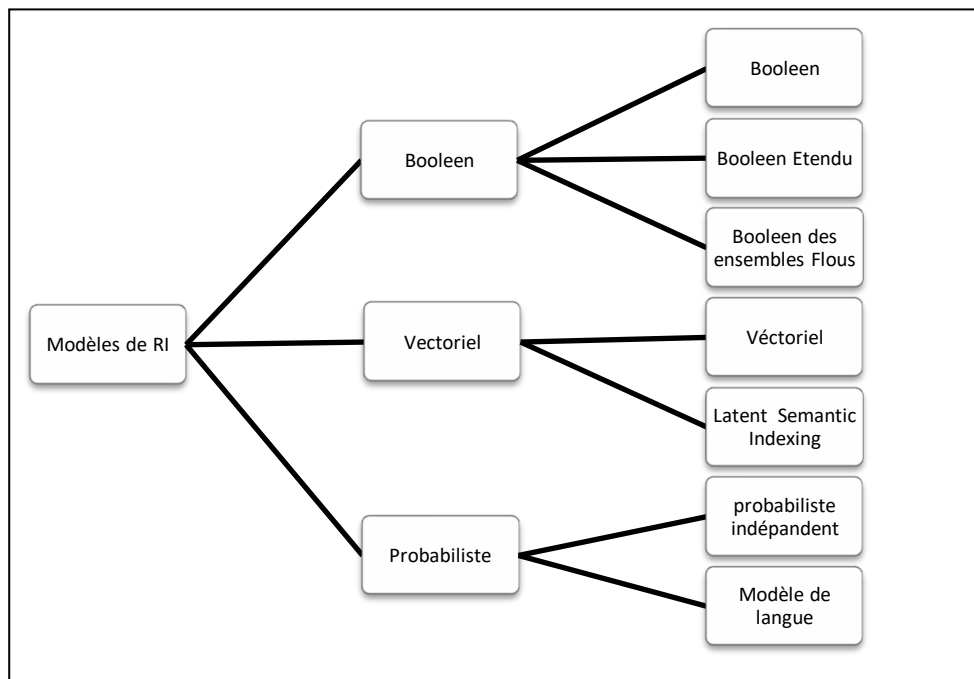 Modèles de RI
Booleen
Booleen
Booleen Etendu
Booleen des
ensembles Flous
Vectoriel
Véctoriel
Latent Semantic
Indexing
Probabiliste
probabiliste
indépandent
Modèle de
langue